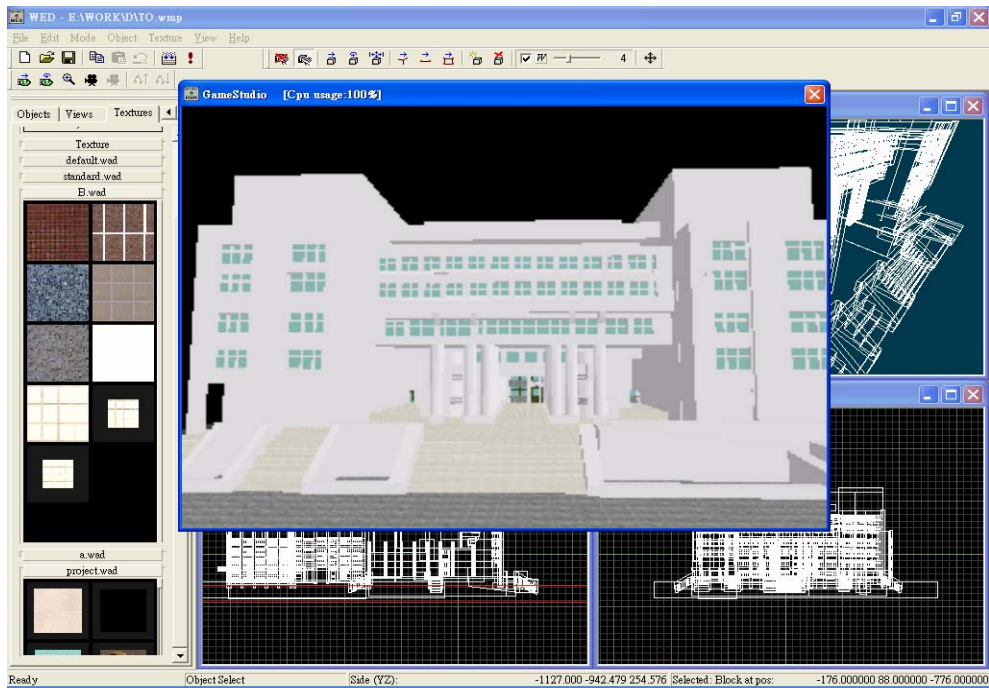 WED - E:\WORK\D\TO.wmp
File Edit Mode Object Texture View Help
4
GameStudio [Cpu usage:100%]
Objects Views Textures
Texture
default.wad
standard.wad
B.wad
a.wad
project.wad
Ready Object Select Side (YZ): -1127.000 -942.479 254.576 Selected: Block at pos: -176.000000 88.000000 -776.000000